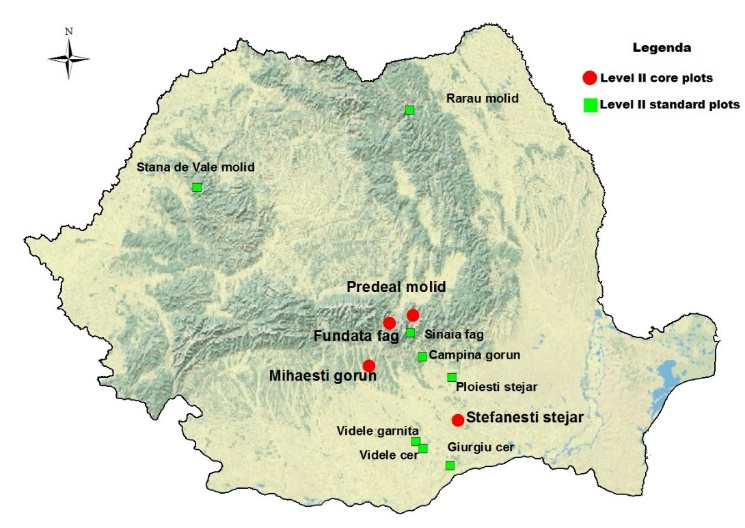 N
Legenda
Level II core plots
Level II standard plots
Rarau molid
Stana de Vale molid
Predeal molid
Fundata fag
Sinaia fag
Campina gorun
Mihaesti gorun
Ploiesti stejar
Stefanesti stejar
Videle garnita
Videle cer
Giurgiu cer